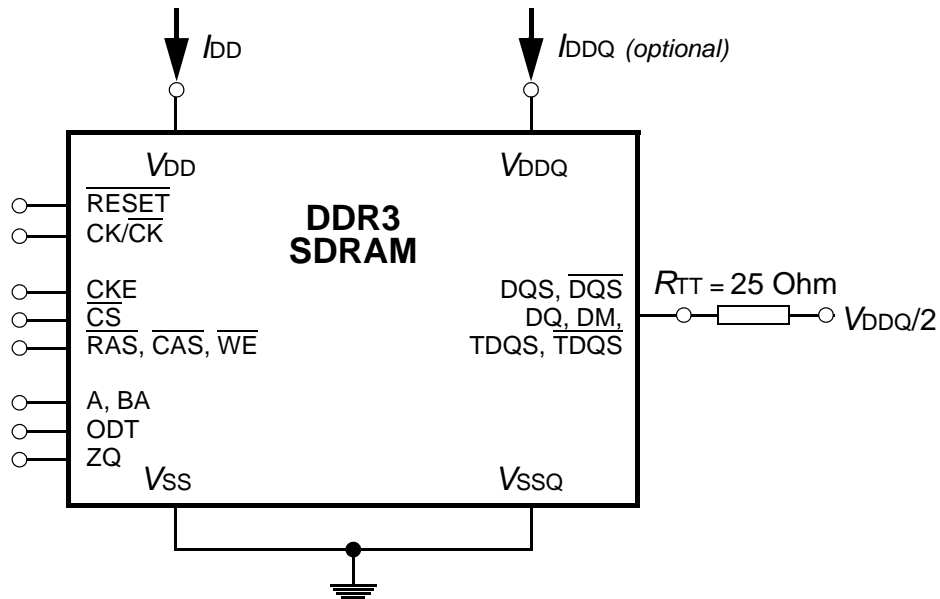 IDD
IDDQ (optional)
VDD
VDDQ
RESET
CK/CK
DDR3
SDRAM
CKE
CS
RAS, CAS, WE
DQS, DQS
DQ, DM,
TDQS, TDQS
RTT = 25 Ohm
VDDQ/2
A, BA
ODT
ZQ
VSS
VSSQ